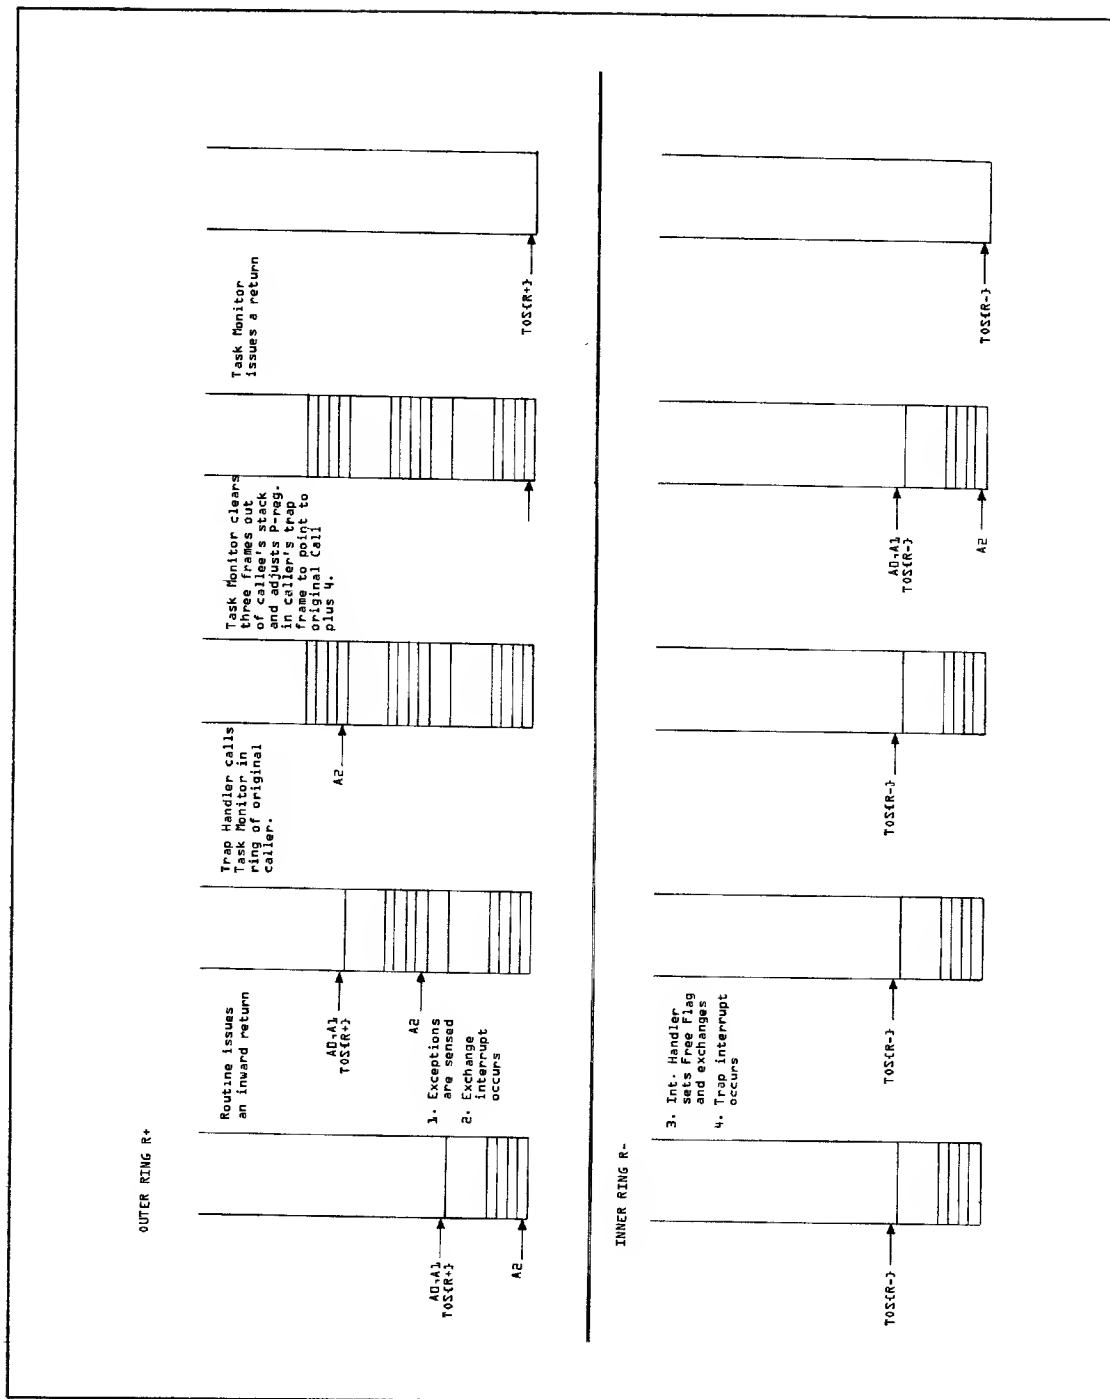 OUTER RING R+
A0,A1
TOS{R+}
A2
Routine issues
an inward return
1. Exceptions
are sensed
2. Exchange
interrupt
occurs
A0,A1
TOS{R+}
A2
Trap Handler calls
Task Monitor in
ring of original
caller.
A2
Task Monitor clears
three frames out
of callee's stack
and adjusts P-reg.
in caller's trap
frame to point to
original Call
plus 4.
Task Monitor
issues a return
TOS{R+}
INNER RING R-
TOS{R-}
3. Int. Handler
sets Free Flag
and exchanges
4. Trap interrupt
occurs
TOS{R-}
TOS{R-}
A0,A1
TOS{R-}
A2
TOS{R-}